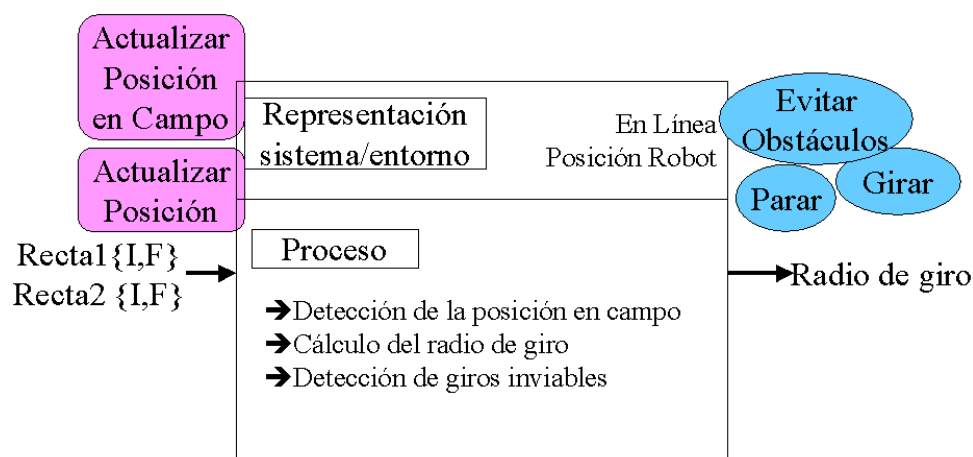 Actualizar
Posición
en Campo
Actualizar
Posición
Representación
sistema/entorno
En Línea
Posición Robot
Evitar
Obstáculos
Parar
Girar
Recta1{I,F}
Recta2 {I,F}
Proceso
➔Detección de la posición en campo
➔Cálculo del radio de giro
➔Detección de giros inviables
Radio de giro